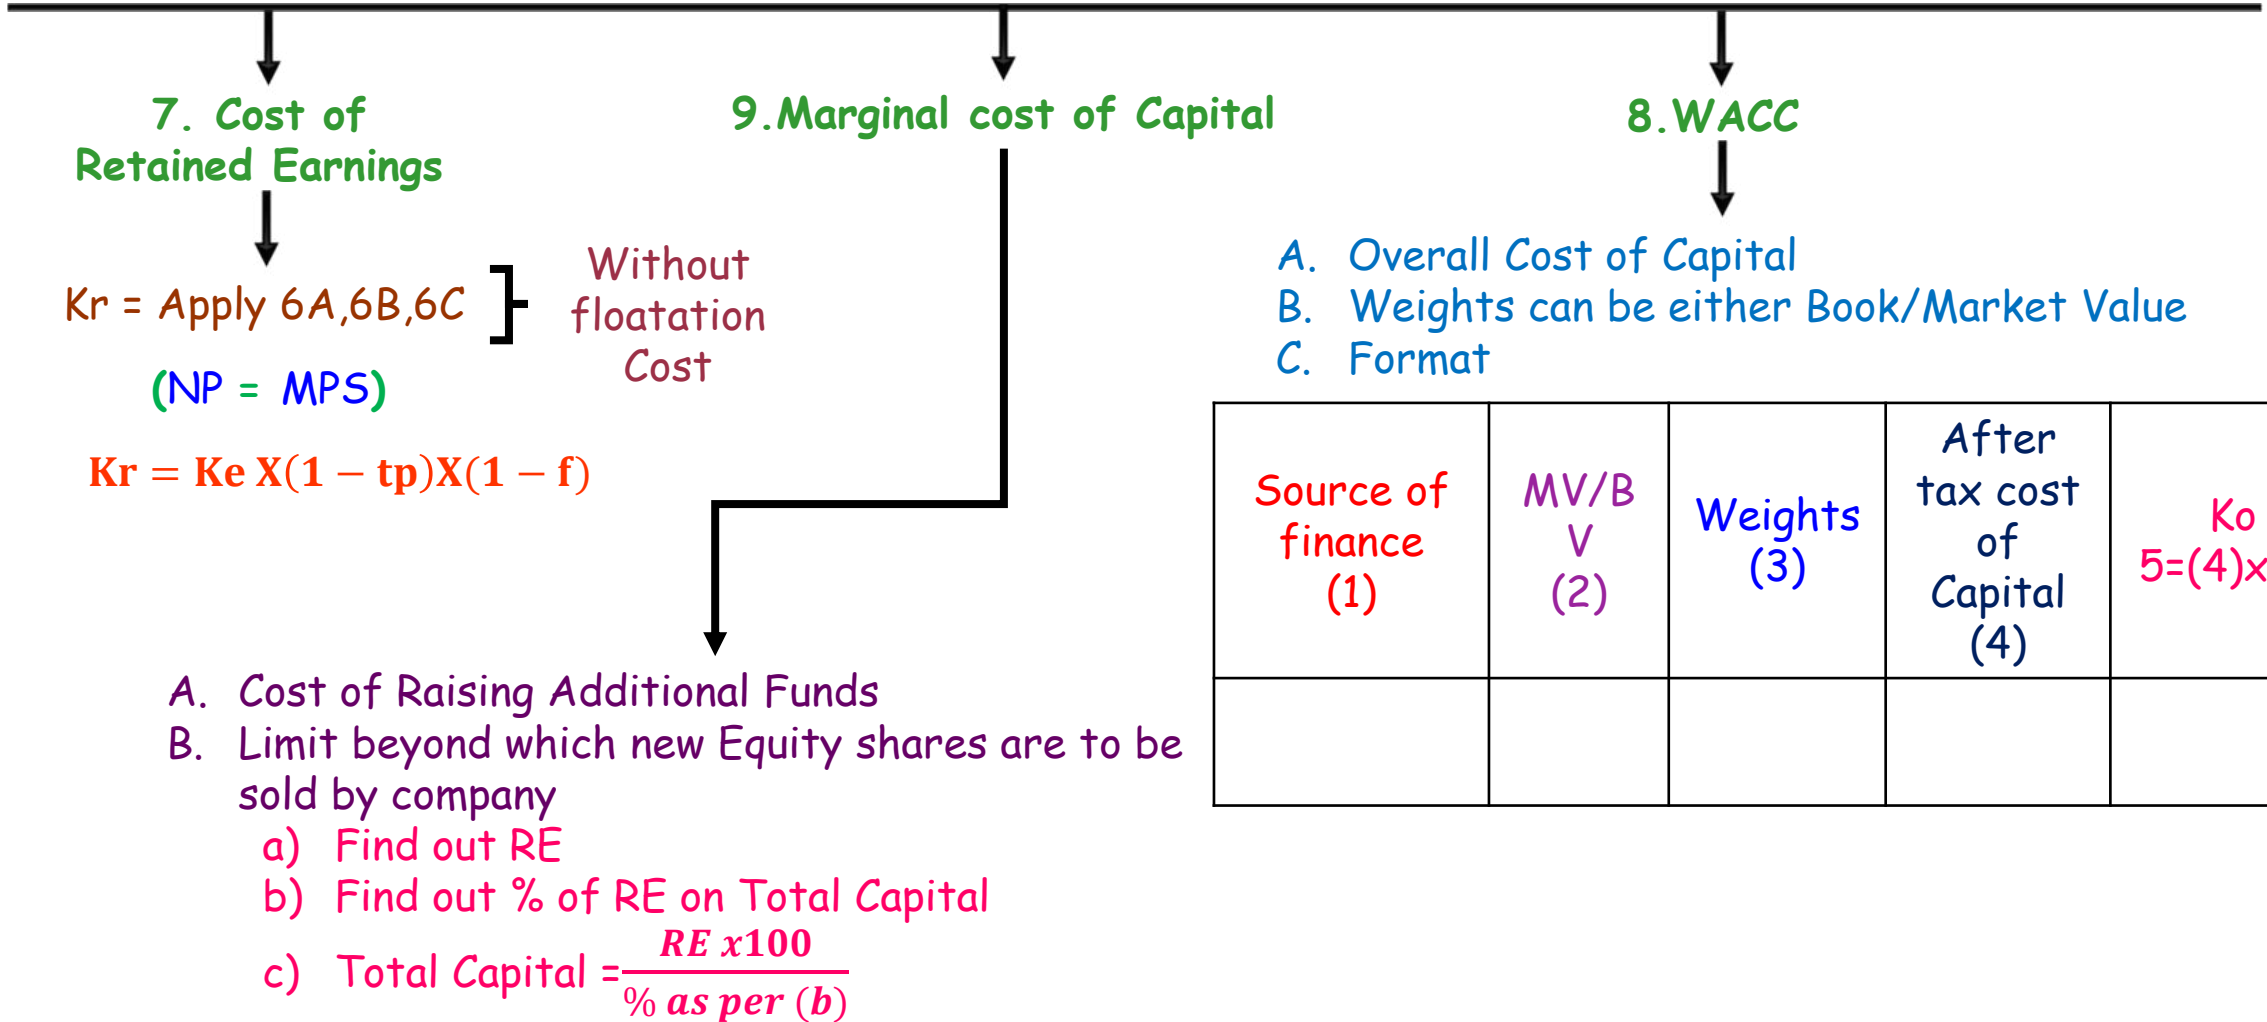 7. Cost of
Retained Earnings
Kr = Apply 6A,6B,6C
Without
floatation
Cost
(NP = MPS)
Kr = Ke X(1 − tp)X(1 − f)
9.Marginal cost of Capital
A. Cost of Raising Additional Funds
B. Limit beyond which new Equity shares are to be
sold by company
a) Find out RE
b) Find out % of RE on Total Capital
c) Total Capital =
RE x100
% as per (b)
8.WACC
A. Overall Cost of Capital
B. Weights can be either Book/Market Value
C. Format
Source of
finance
(1)
MV/B
V
(2)
Weights
(3)
After
tax cost
of
Capital
(4)
Ko
5=(4)x